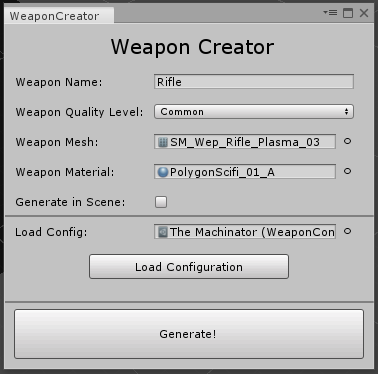 WeaponCreator
Weapon Creator
Weapon Name: Rifle
Weapon Quality Level: Common
Weapon Mesh: SM_Wep_Rifle_Plasma_03
Weapon Material: PolygonScifi_01_A
Generate in Scene:
Load Config: The Machinator (WeaponCon
Load Configuration
Generate!